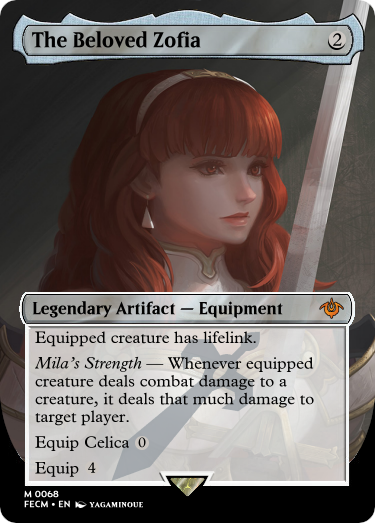 The Beloved Zofia 2
Legendary Artifact — Equipment
Equipped creature has lifelink.
Mila's Strength — Whenever equipped
creature deals combat damage to a
creature, it deals that much damage to
target player.
Equip Celica 0
Equip 4
M 0068
FECM • EN YAGAMINOUE